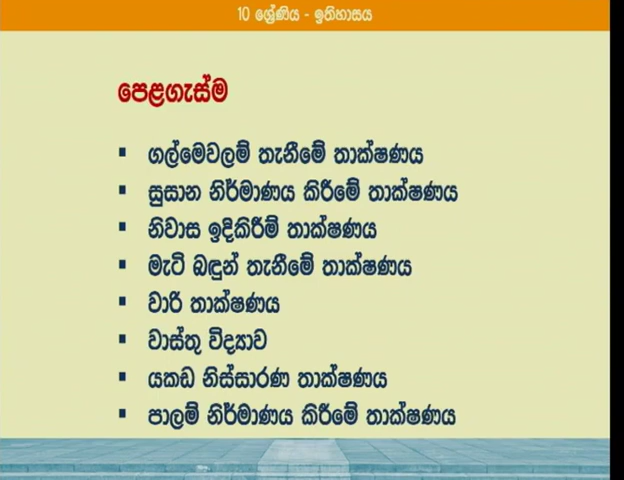 10 ශ්‍රේණිය - ඉතිහාසය
පෙළගැස්ම
▪ ගල්මෙවලම් තැනීමේ තාක්ෂණය
▪ සුසාන නිර්මාණය කිරීමේ තාක්ෂණය
▪ නිවාස ඉදිකිරීම් තාක්ෂණය
▪ මැටි බඳුන් තැනීමේ තාක්ෂණය
▪ වාරි තාක්ෂණය
▪ වාස්තු විද්‍යාව
▪ යකඩ නිස්සාරණ තාක්ෂණය
▪ පාලම් නිර්මාණය කිරීමේ තාක්ෂණය